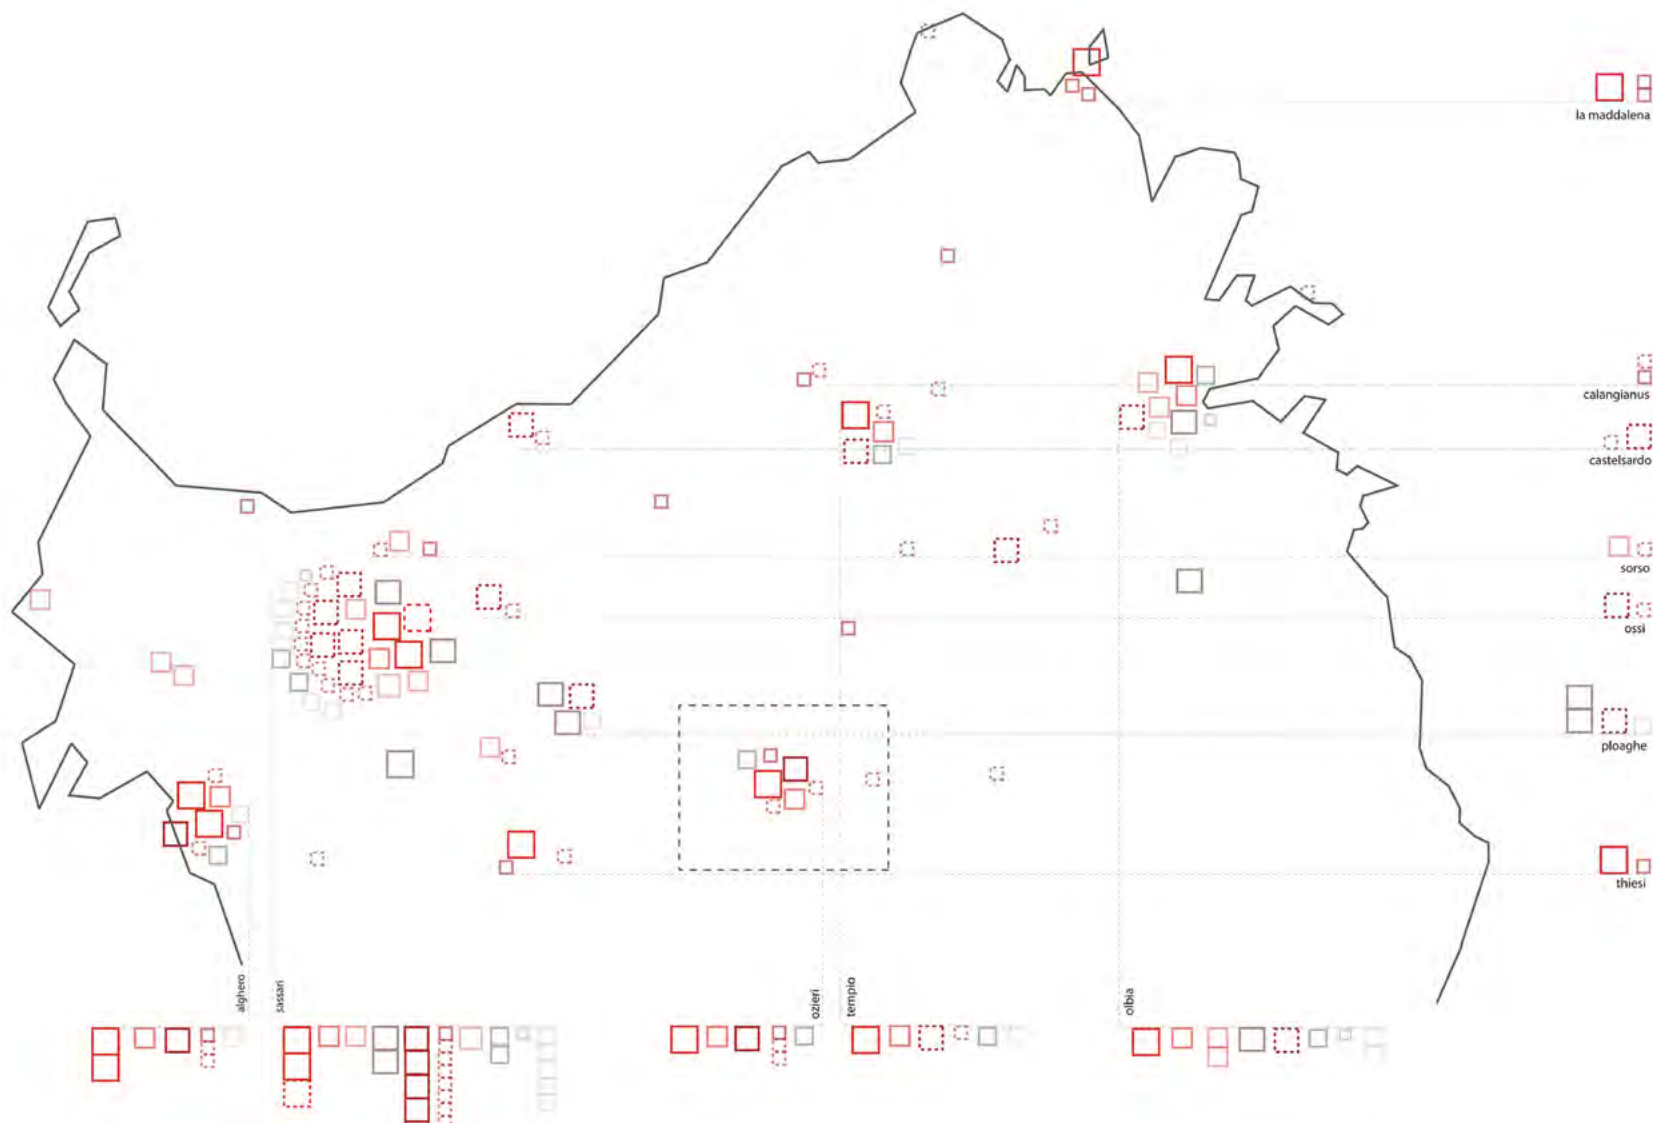 la maddalena
calangianus
castelsardo
sorso
ossi
ploaghe
thiesi
alghero
sassari
ozieri
tempio
olbia